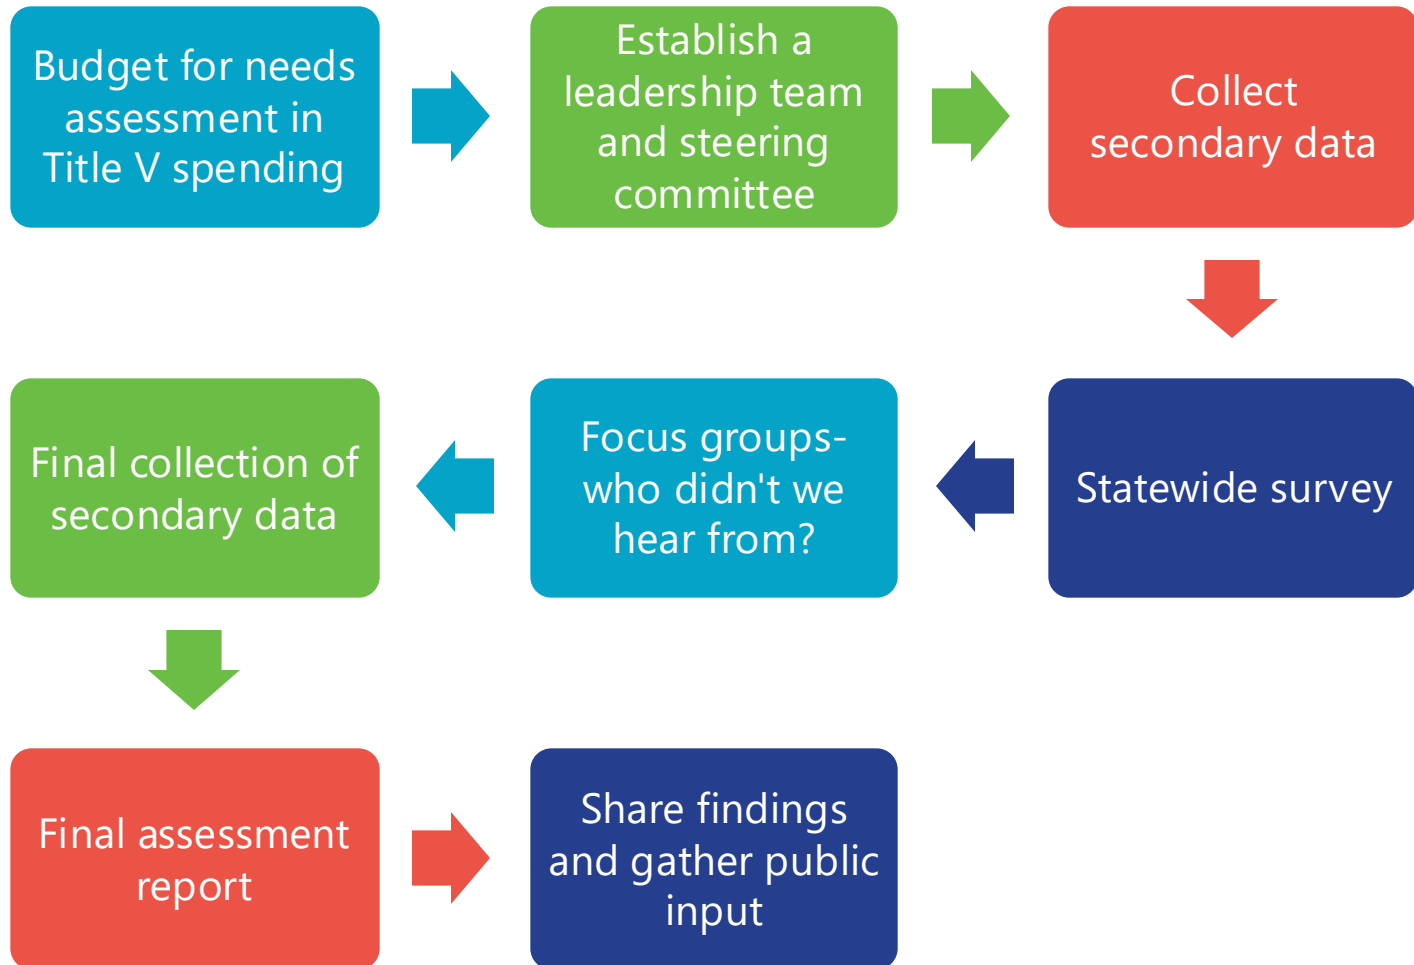 Budget for needs
assessment in
Title V spending
Establish a
leadership team
and steering
committee
Collect
secondary data
Statewide survey
Focus groups-
who didn't we
hear from?
Final collection of
secondary data
Final assessment
report
Share findings
and gather public
input